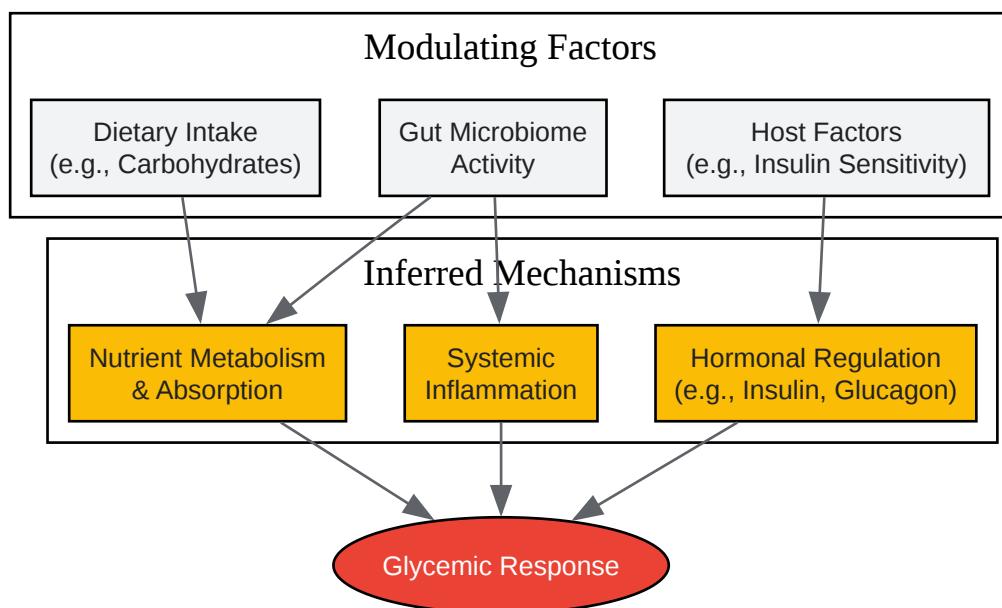 Modulating Factors
Dietary Intake
(e.g., Carbohydrates)
Gut Microbiome
Activity
Host Factors
(e.g., Insulin Sensitivity)
Inferred Mechanisms
Nutrient Metabolism
& Absorption
Systemic
Inflammation
Hormonal Regulation
(e.g., Insulin, Glucagon)
Glycemic Response